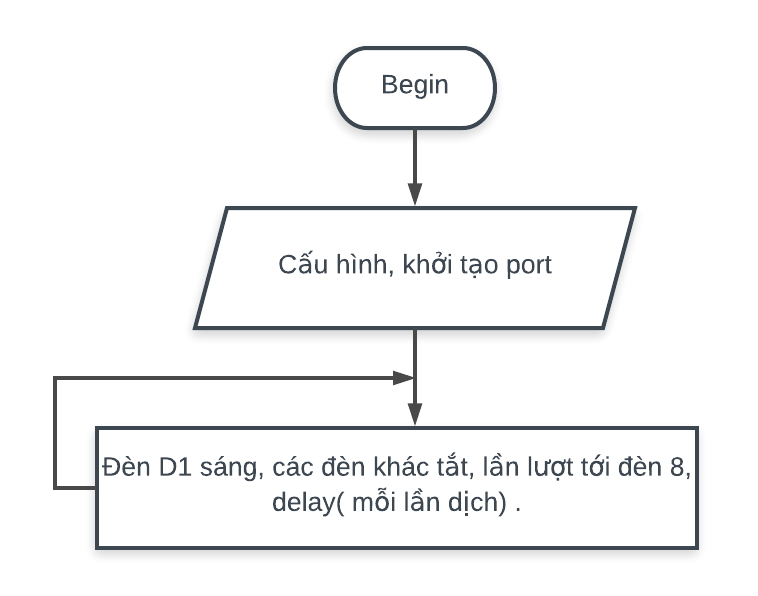 Begin
Cấu hình, khởi tạo port
Đèn D1 sáng, các đèn khác tắt, lần lượt tới đèn 8,
delay( mỗi lần dịch) .